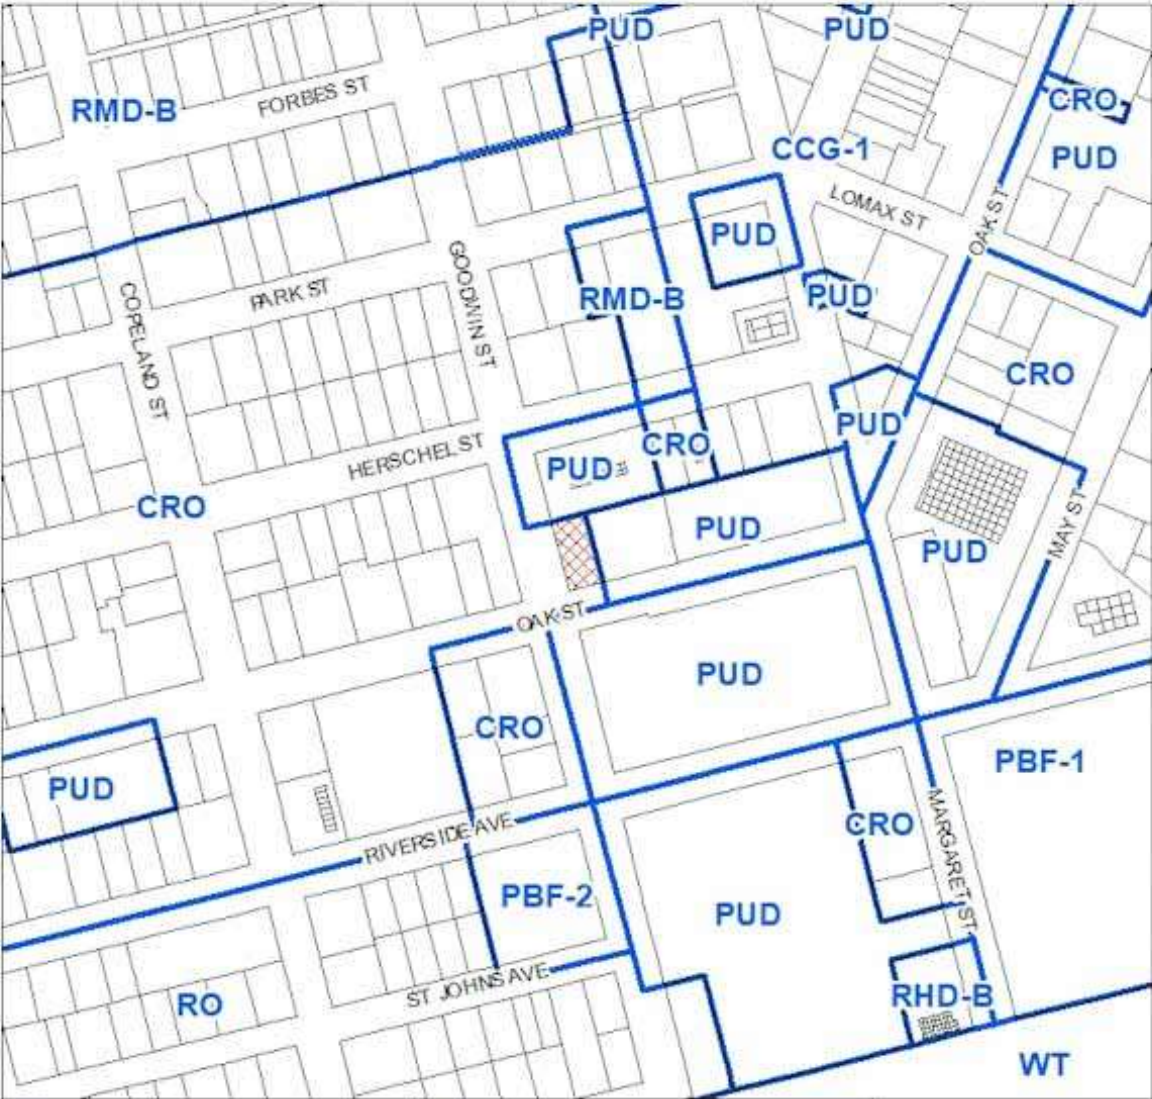 PUD
PUD
RMD-B
FORBES ST
CRO
CCG-1
PUD
LOMAX ST
OAK ST
PUD
GOODWIN ST
PARK ST
COPELAND ST
RMD-B
PUD
CRO
PUD
CRO
HERSCHEL ST
PUD
CRO
PUD
MAY ST
PUD
OAK ST
PUD
CRO
PUD
PBF-1
RIVERSIDE AVE
CRO
MARGARET ST
PBF-2
PUD
ST JOHNS AVE
RO
RHD-B
WT